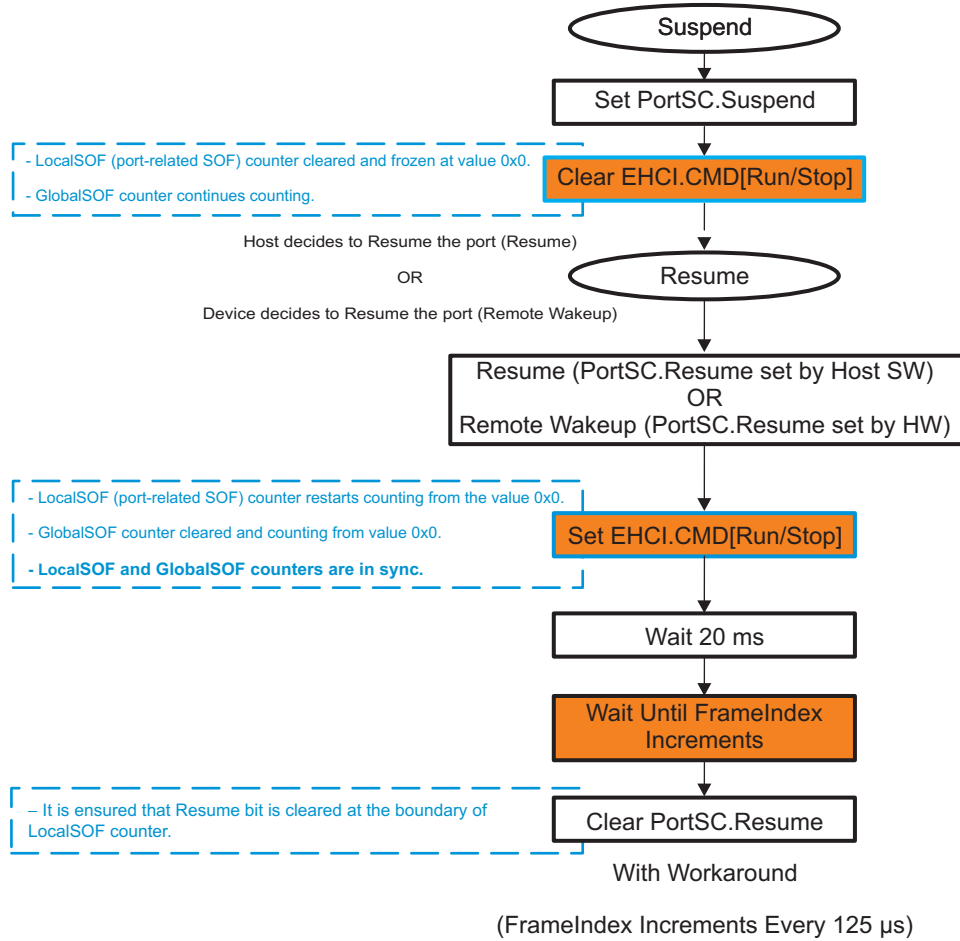 Suspend
Set PortSC.Suspend
- LocalSOF (port-related SOF) counter cleared and frozen at value 0x0.
- GlobalSOF counter continues counting.
Clear EHCI.CMD[Run/Stop]
Host decides to Resume the port (Resume)
OR
Device decides to Resume the port (Remote Wakeup)
Resume
Resume (PortSC.Resume set by Host SW)
OR
Remote Wakeup (PortSC.Resume set by HW)
- LocalSOF (port-related SOF) counter restarts counting from the value 0x0.
- GlobalSOF counter cleared and counting from value 0x0.
- LocalSOF and GlobalSOF counters are in sync.
Set EHCI.CMD[Run/Stop]
Wait 20 ms
Wait Until FrameIndex
Increments
– It is ensured that Resume bit is cleared at the boundary of
LocalSOF counter.
Clear PortSC.Resume
With Workaround
(FrameIndex Increments Every 125 µs)